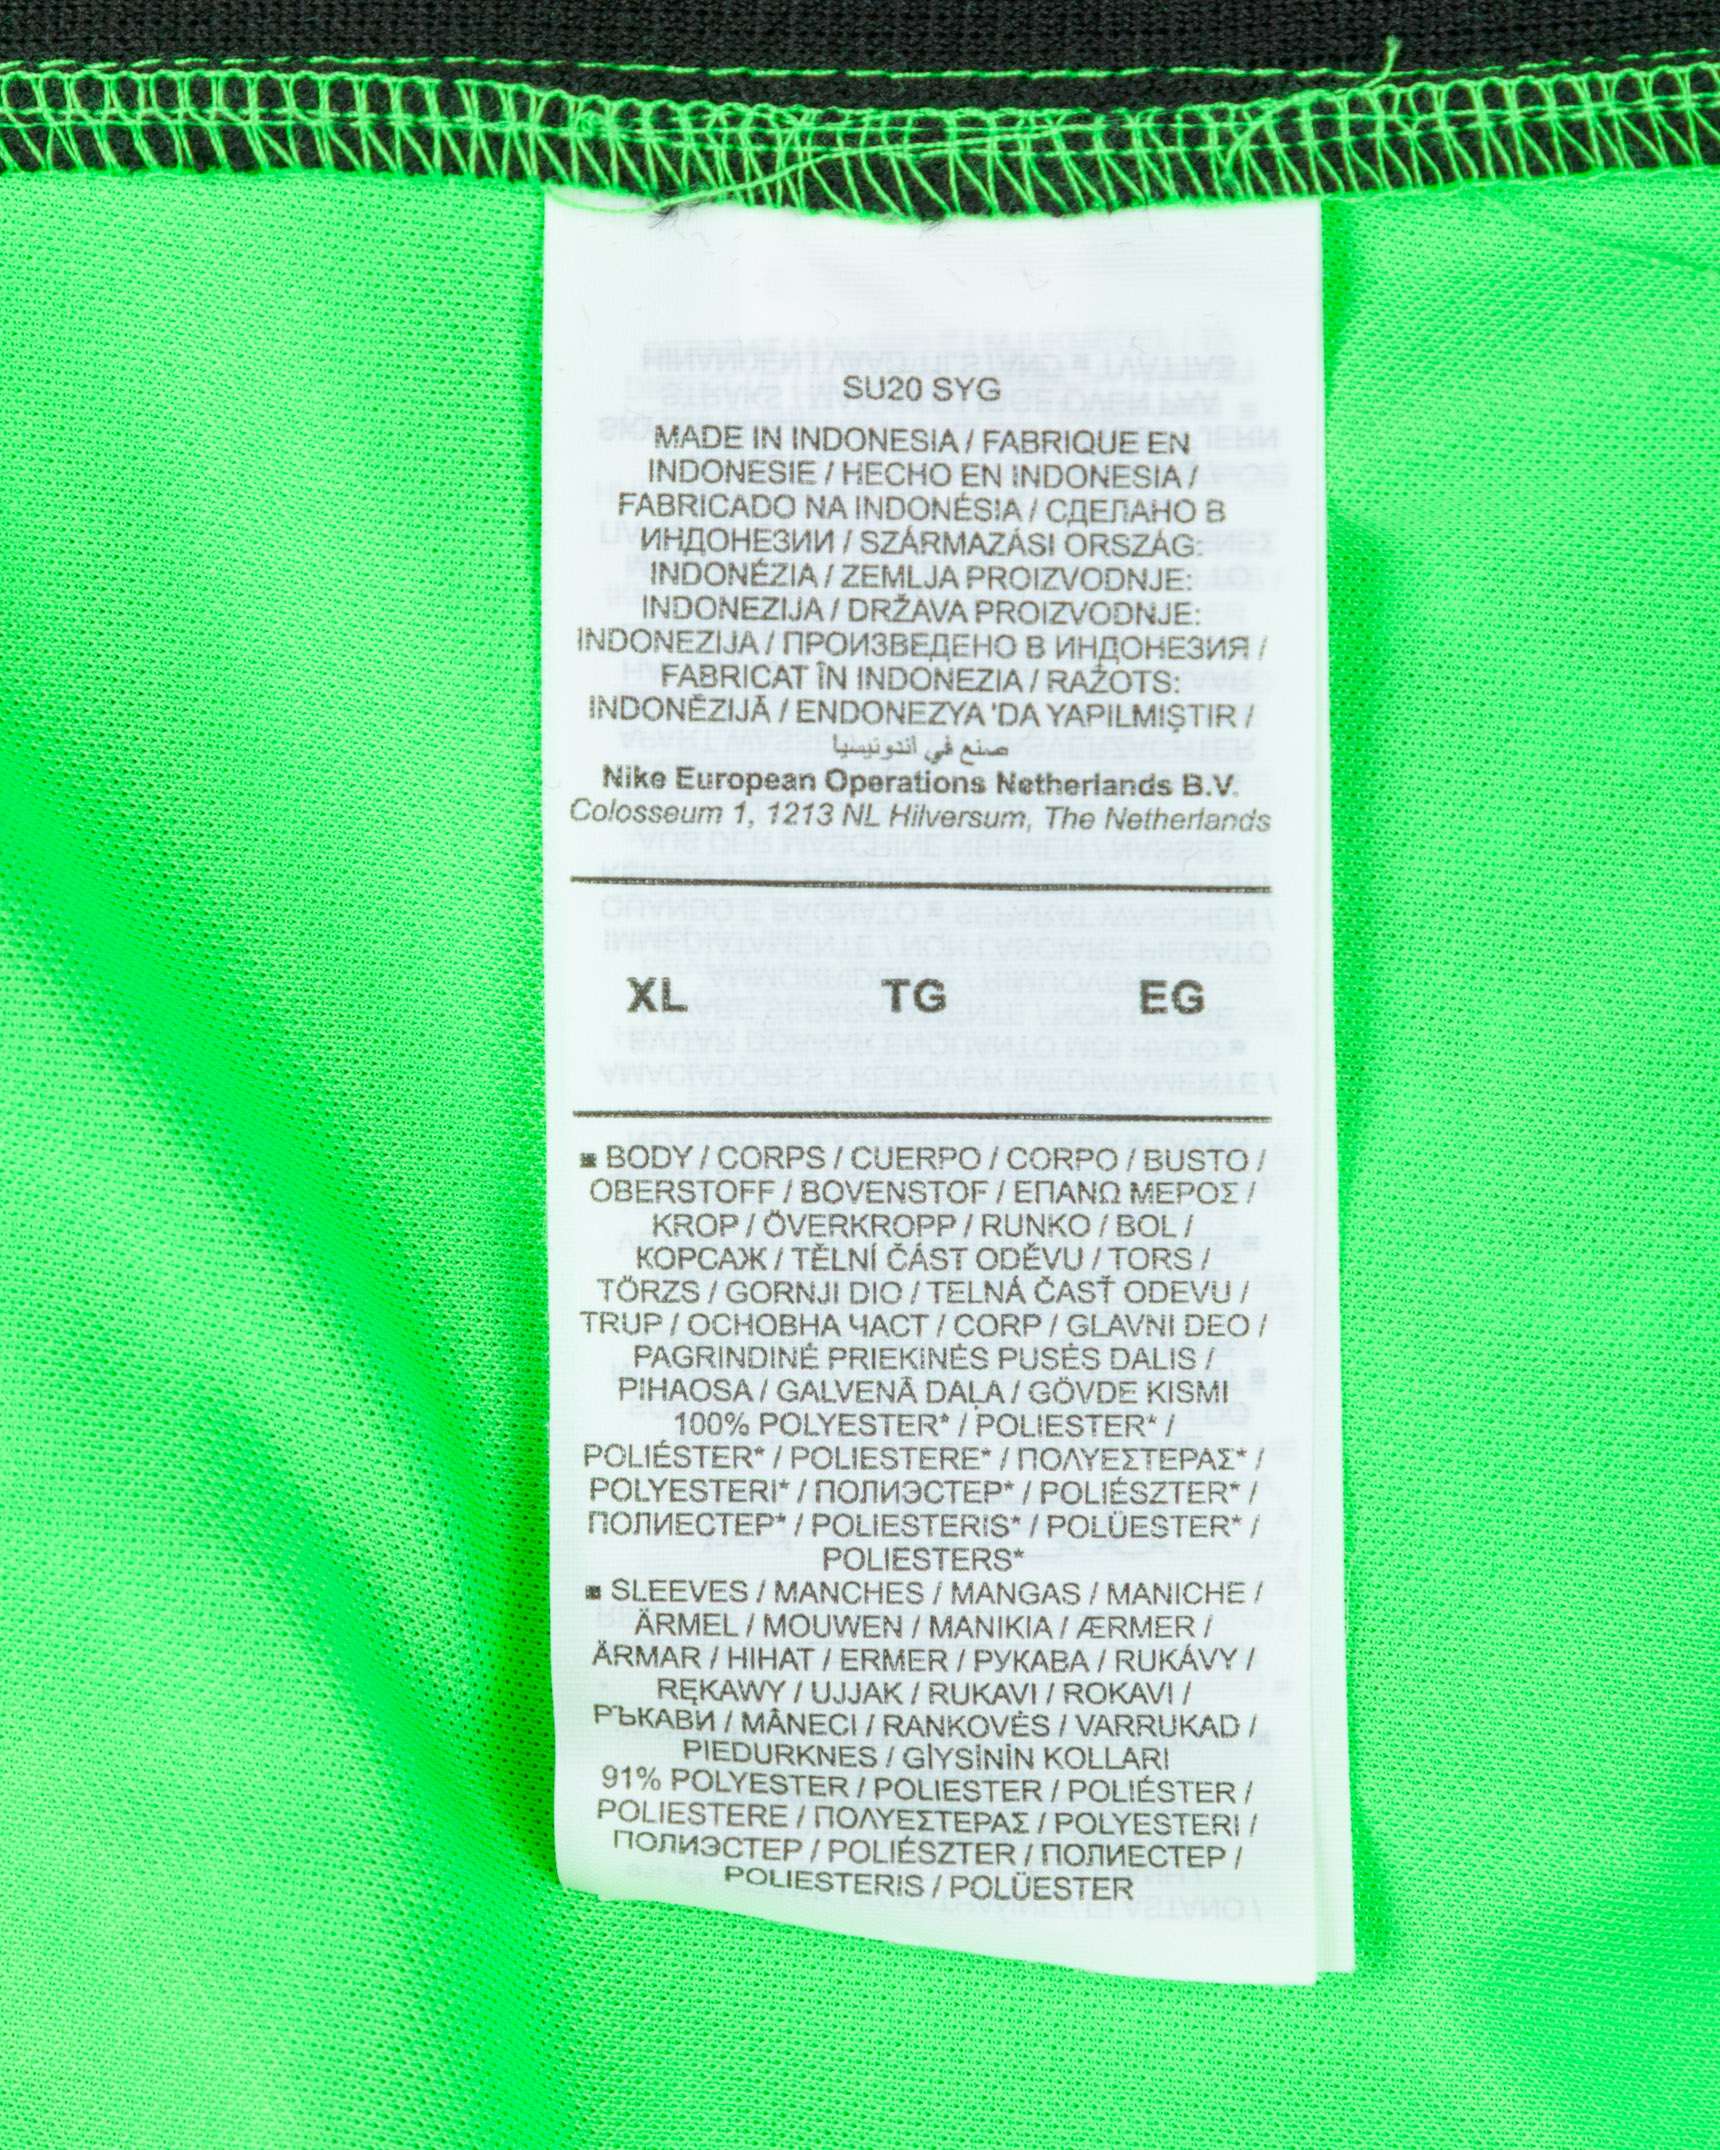 SU20 SYG
MADE IN INDONESIA / FABRIQUE EN
INDONESIE / HECHO EN INDONESIA /
FABRICADO NA INDONÉSIA / СДЕЛАНО В
ИНДОНЕЗИИ / SZÁRMAZÁSI ORSZÁG:
INDONÉZIA / ZEMLJA PROIZVODNJE:
INDONEZIJA / DRŽAVA PROIZVODNJE:
INDONEZIJA / ПРОИЗВЕДЕНО В ИНДОНЕЗИЯ /
FABRICAT ÎN INDONEZIA / RAŽOTS:
INDONĒZIJĀ / ENDONEZYA 'DA YAPILMIŞTIR /
صنع في اندونيسيا
Nike European Operations Netherlands B.V.
Colosseum 1, 1213 NL Hilversum, The Netherlands
XL TG EG
▪ BODY / CORPS / CUERPO / CORPO / BUSTO /
OBERSTOFF / BOVENSTOF / ΕΠΑΝΩ ΜΕΡΟΣ /
KROP / ÖVERKROPP / RUNKO / BOL /
КОРСАЖ / TĚLNÍ ČÁST ODĚVU / TORS /
TÖRZS / GORNJI DIO / TELNÁ ČASŤ ODEVU /
TRUP / ОСНОВНА ЧАСТ / CORP / GLAVNI DEO /
PAGRINDINĖ PRIEKINĖS PUSĖS DALIS /
PIHAOSA / GALVENĀ DAĻA / GÖVDE KISMI
100% POLYESTER* / POLIESTER* /
POLIÉSTER* / POLIESTERE* / ΠΟΛΥΕΣΤΕΡΑΣ* /
POLYESTERI* / ПОЛИЭСТЕР* / POLIÉSZTER* /
ПОЛИЕСТЕР* / POLIESTERIS* / POLÜESTER* /
POLIESTERS*
▪ SLEEVES / MANCHES / MANGAS / MANICHE /
ÄRMEL / MOUWEN / MANIKIA / ÆRMER /
ÄRMAR / HIHAT / ERMER / РУКАВА / RUKÁVY /
RĘKAWY / UJJAK / RUKAVI / ROKAVI /
РЪКАВИ / MÂNECI / RANKOVĖS / VARRUKAD /
PIEDURKNES / GİYSİNİN KOLLARI
91% POLYESTER / POLIESTER / POLIÉSTER /
POLIESTERE / ΠΟΛΥΕΣΤΕΡΑΣ / POLYESTERI /
ПОЛИЭСТЕР / POLIÉSZTER / ПОЛИЕСТЕР /
POLIESTERIS / POLÜESTER